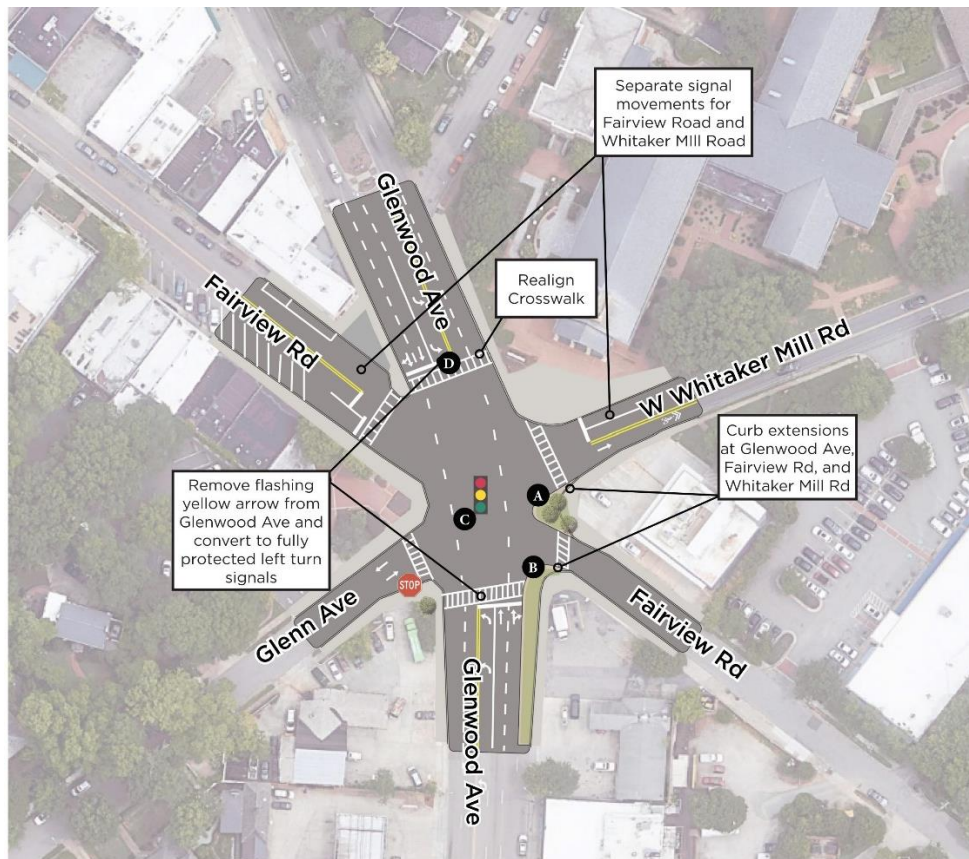 Separate signal
movements for
Fairview Road and
Whitaker MIll Road
Glenwood Ave
Realign
Crosswalk
Fairview Rd
W Whitaker Mill Rd
D
Curb extensions
at Glenwood Ave,
Fairview Rd, and
Whitaker Mill Rd
Remove flashing
yellow arrow from
Glenwood Ave and
convert to fully
protected left turn
signals
A
C
B
STOP
Glenn Ave
Fairview Rd
Glenwood Ave